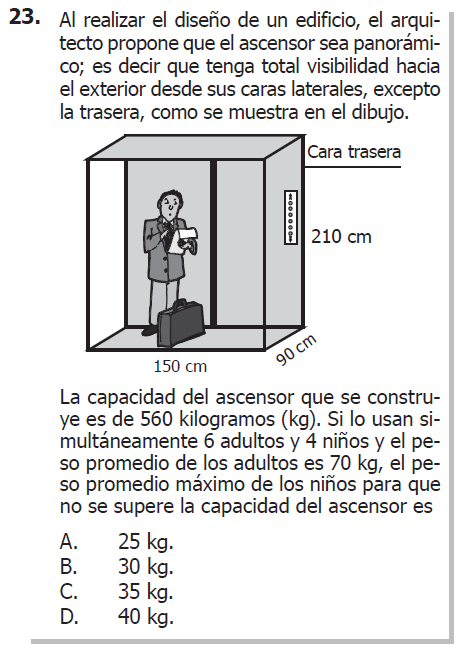 23. Al realizar el diseño de un edificio, el arqui-
tecto propone que el ascensor sea panorámi-
co; es decir que tenga total visibilidad hacia
el exterior desde sus caras laterales, excepto
la trasera, como se muestra en el dibujo.
Cara trasera
210 cm
90 cm
150 cm
La capacidad del ascensor que se constru-
ye es de 560 kilogramos (kg). Si lo usan si-
multáneamente 6 adultos y 4 niños y el pe-
so promedio de los adultos es 70 kg, el pe-
so promedio máximo de los niños para que
no se supere la capacidad del ascensor es
A. 25 kg.
B. 30 kg.
C. 35 kg.
D. 40 kg.